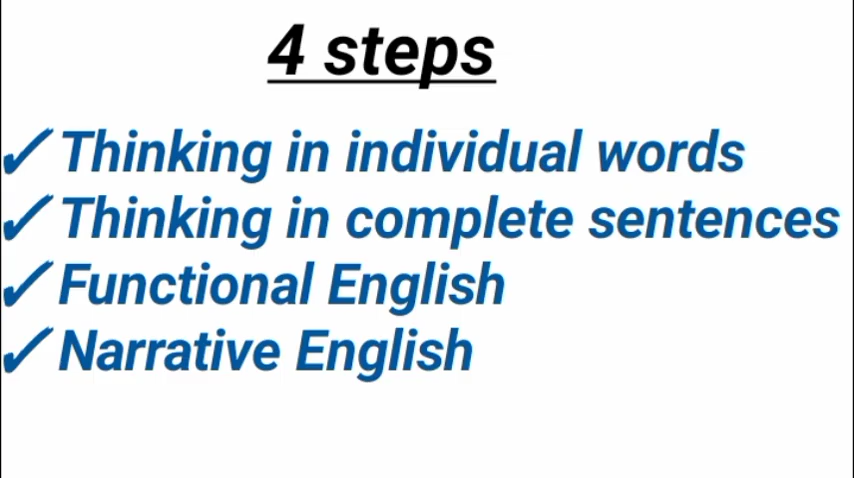 4 steps
✓ Thinking in individual words
✓ Thinking in complete sentences
✓ Functional English
✓ Narrative English